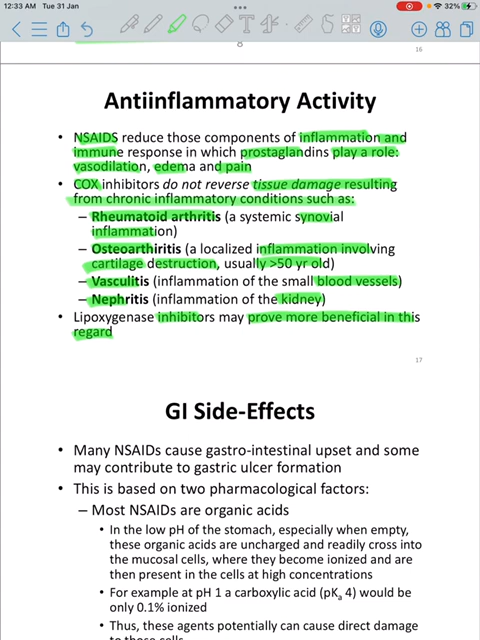 12:33 AM Tue 31 Jan
32%
8
16
Antiinflammatory Activity
• NSAIDS reduce those components of inflammation and
immune response in which prostaglandins play a role:
vasodilation, edema and pain
• COX inhibitors do not reverse tissue damage resulting
from chronic inflammatory conditions such as:
– Rheumatoid arthritis (a systemic synovial
inflammation)
– Osteoarthiritis (a localized inflammation involving
cartilage destruction, usually >50 yr old)
– Vasculitis (inflammation of the small blood vessels)
– Nephritis (inflammation of the kidney)
• Lipoxygenase inhibitors may prove more beneficial in this
regard
17
GI Side-Effects
• Many NSAIDs cause gastro-intestinal upset and some
may contribute to gastric ulcer formation
• This is based on two pharmacological factors:
– Most NSAIDs are organic acids
• In the low pH of the stomach, especially when empty,
these organic acids are uncharged and readily cross into
the mucosal cells, where they become ionized and are
then present in the cells at high concentrations
• For example at pH 1 a carboxylic acid (pKa 4) would be
only 0.1% ionized
• Thus, these agents potentially can cause direct damage
to those cells